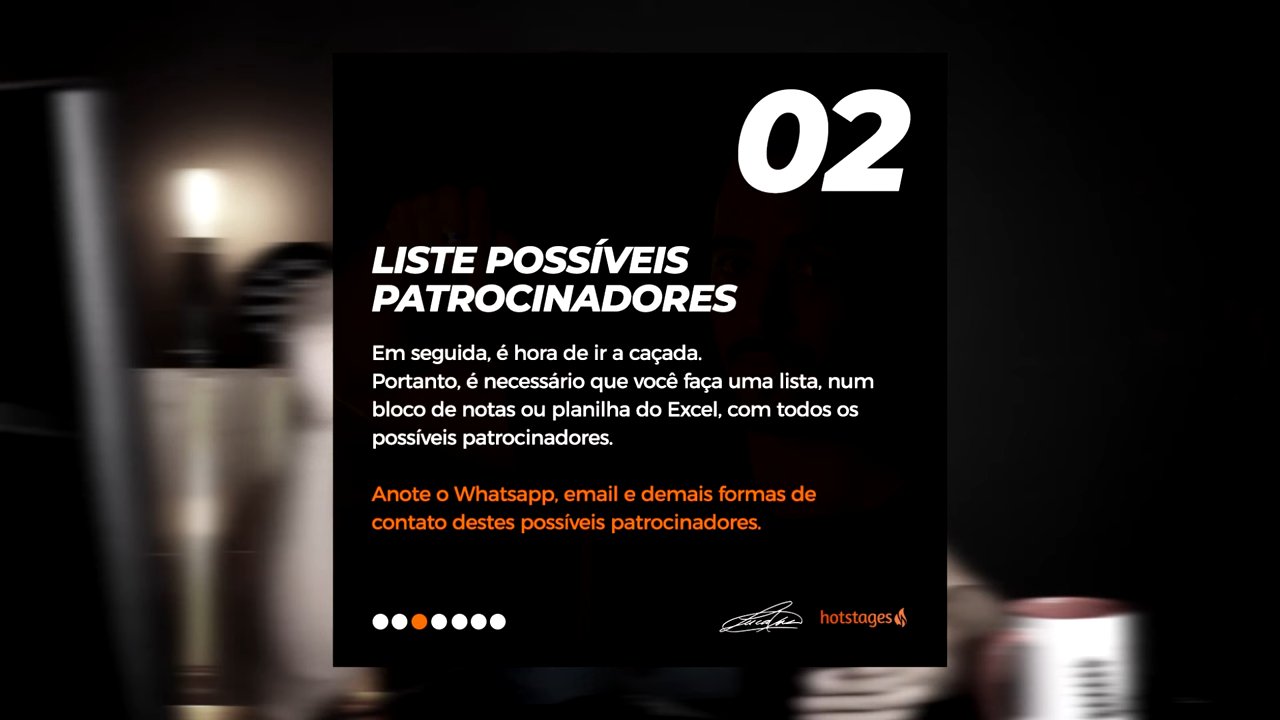 02
LISTE POSSÍVEIS
PATROCINADORES
Em seguida, é hora de ir a caçada.
Portanto, é necessário que você faça uma lista, num
bloco de notas ou planilha do Excel, com todos os
possíveis patrocinadores.
Anote o Whatsapp, email e demais formas de
contato destes possíveis patrocinadores.
hotstages